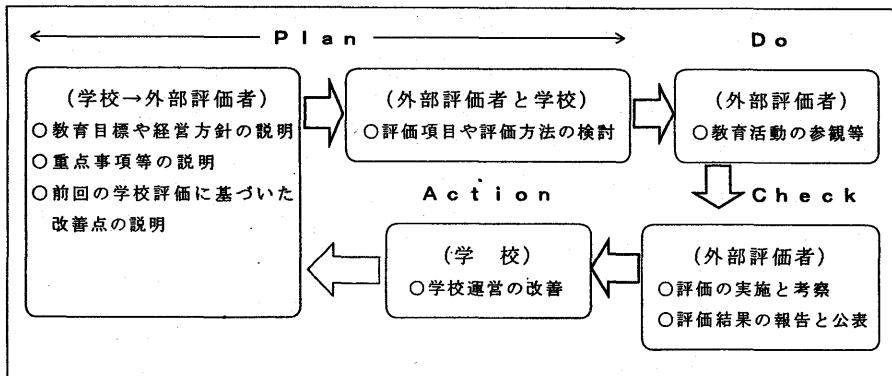 Plan
Do
(学校→外部評価者)
○教育目標や経営方針の説明
○重点事項等の説明
○前回の学校評価に基づいた
改善点の説明
(外部評価者と学校)
○評価項目や評価方法の検討
(外部評価者)
○教育活動の参観等
Check
(外部評価者)
○評価の実施と考察
○評価結果の報告と公表
Action
(学 校)
○学校運営の改善